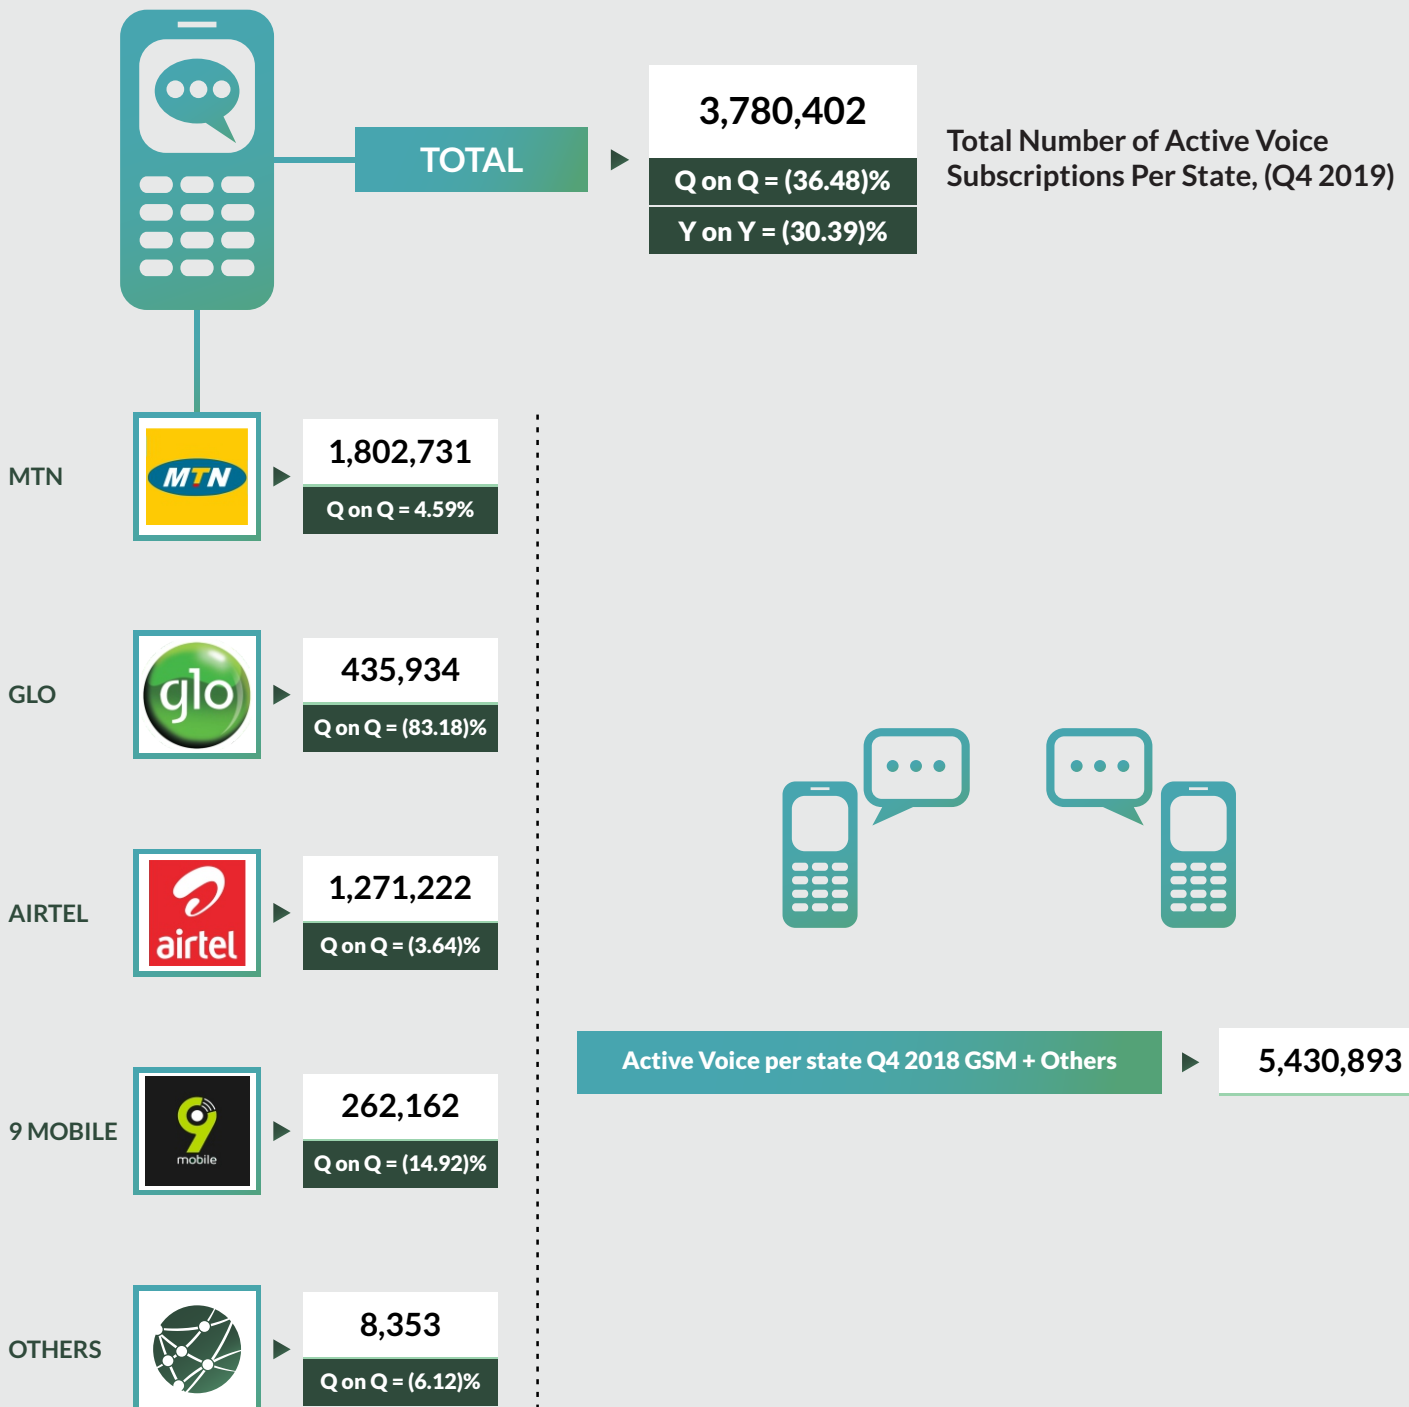 TOTAL
3,780,402
Q on Q = (36.48)%
Y on Y = (30.39)%
Total Number of Active Voice
Subscriptions Per State, (Q4 2019)
MTN
MTN
1,802,731
Q on Q = 4.59%
GLO
glo
435,934
Q on Q = (83.18)%
AIRTEL
airtel
1,271,222
Q on Q = (3.64)%
Active Voice per state Q4 2018 GSM + Others
5,430,893
9 MOBILE
9
mobile
262,162
Q on Q = (14.92)%
OTHERS
8,353
Q on Q = (6.12)%